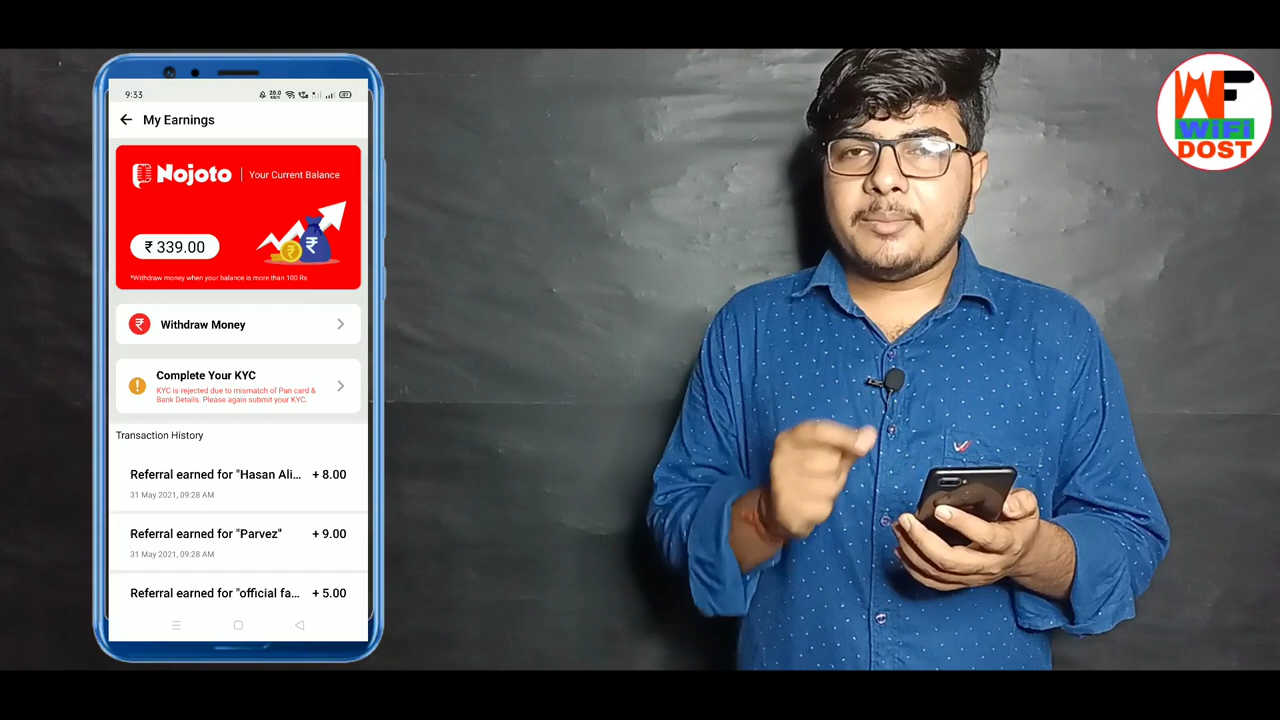 9:33
My Earnings
Nojoto
Your Current Balance
₹ 339.00
*Withdraw money when your balance is more than 100 Rs
Withdraw Money
Complete Your KYC
KYC is rejected due to mismatch of Pan card &
Bank Details. Please again submit your KYC.
Transaction History
Referral earned for "Hasan Ali... + 8.00
31 May 2021, 09:28 AM
Referral earned for "Parvez" + 9.00
31 May 2021, 09:28 AM
Referral earned for "official fa... + 5.00
WF
WiFi
DOST